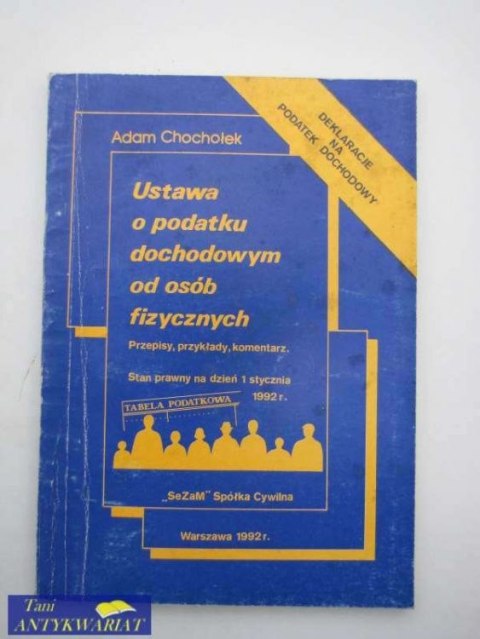 DEKLARACJE
NA
PODATEK DOCHODOWY
Adam Chochołek
Ustawa
o podatku
dochodowym
od osób
fizycznych
Przepisy, przykłady, komentarz.
Stan prawny na dzień 1 stycznia
1992 r.
TABELA PODATKOWA
„SeZaM" Spółka Cywilna
Warszawa 1992 r.
Tani
ANTYKWARIAT